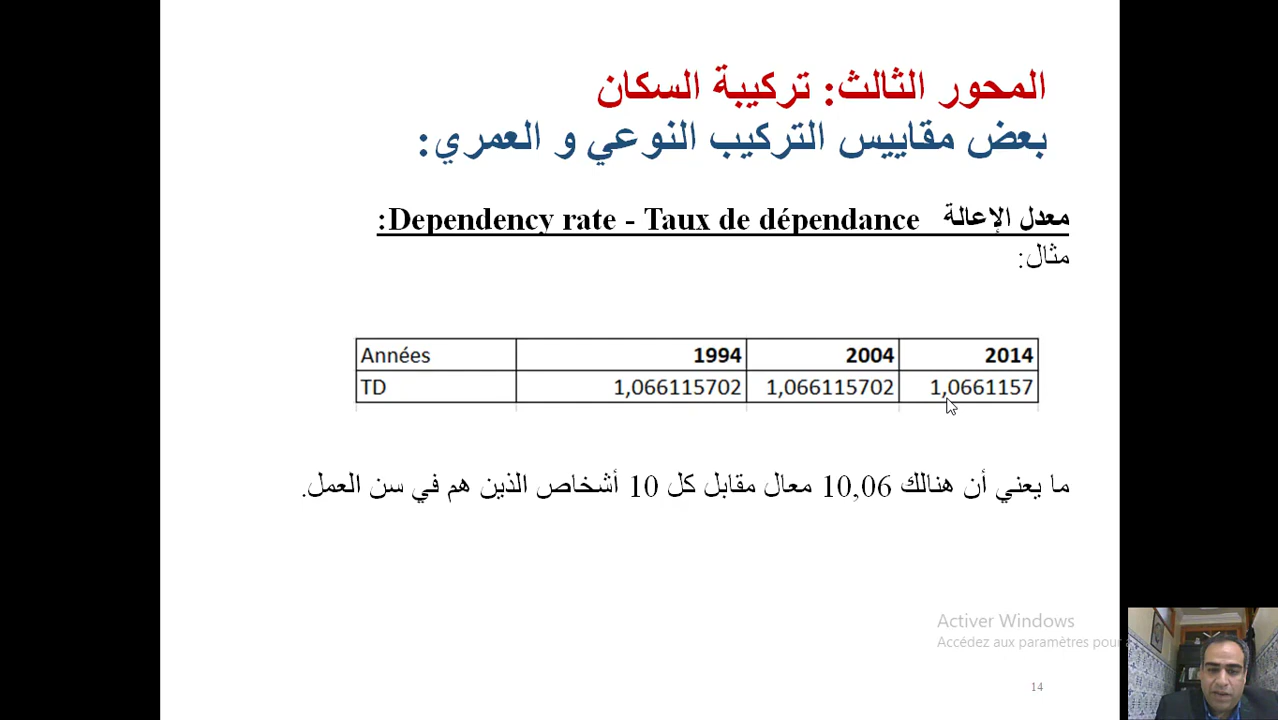 المحور الثالث: تركيبة السكان
بعض مقاييس التركيب النوعي و العمري:
معدل الإعالة Dependency rate - Taux de dépendance:
مثال:
Années 1994 2004 2014
TD 1,066115702 1,066115702 1,0661157
ما يعني أن هنالك 10,06 معال مقابل كل 10 أشخاص الذين هم في سن العمل.
Activer Windows
Accédez aux paramètres pour
14